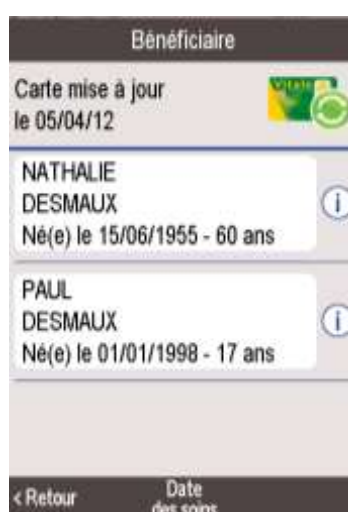 Bénéficiaire
Carte mise à jour
le 05/04/12
NATHALIE
DESMAUX
Né(e) le 15/06/1955 - 60 ans
PAUL
DESMAUX
Né(e) le 01/01/1998 - 17 ans
< Retour
Date
des soins